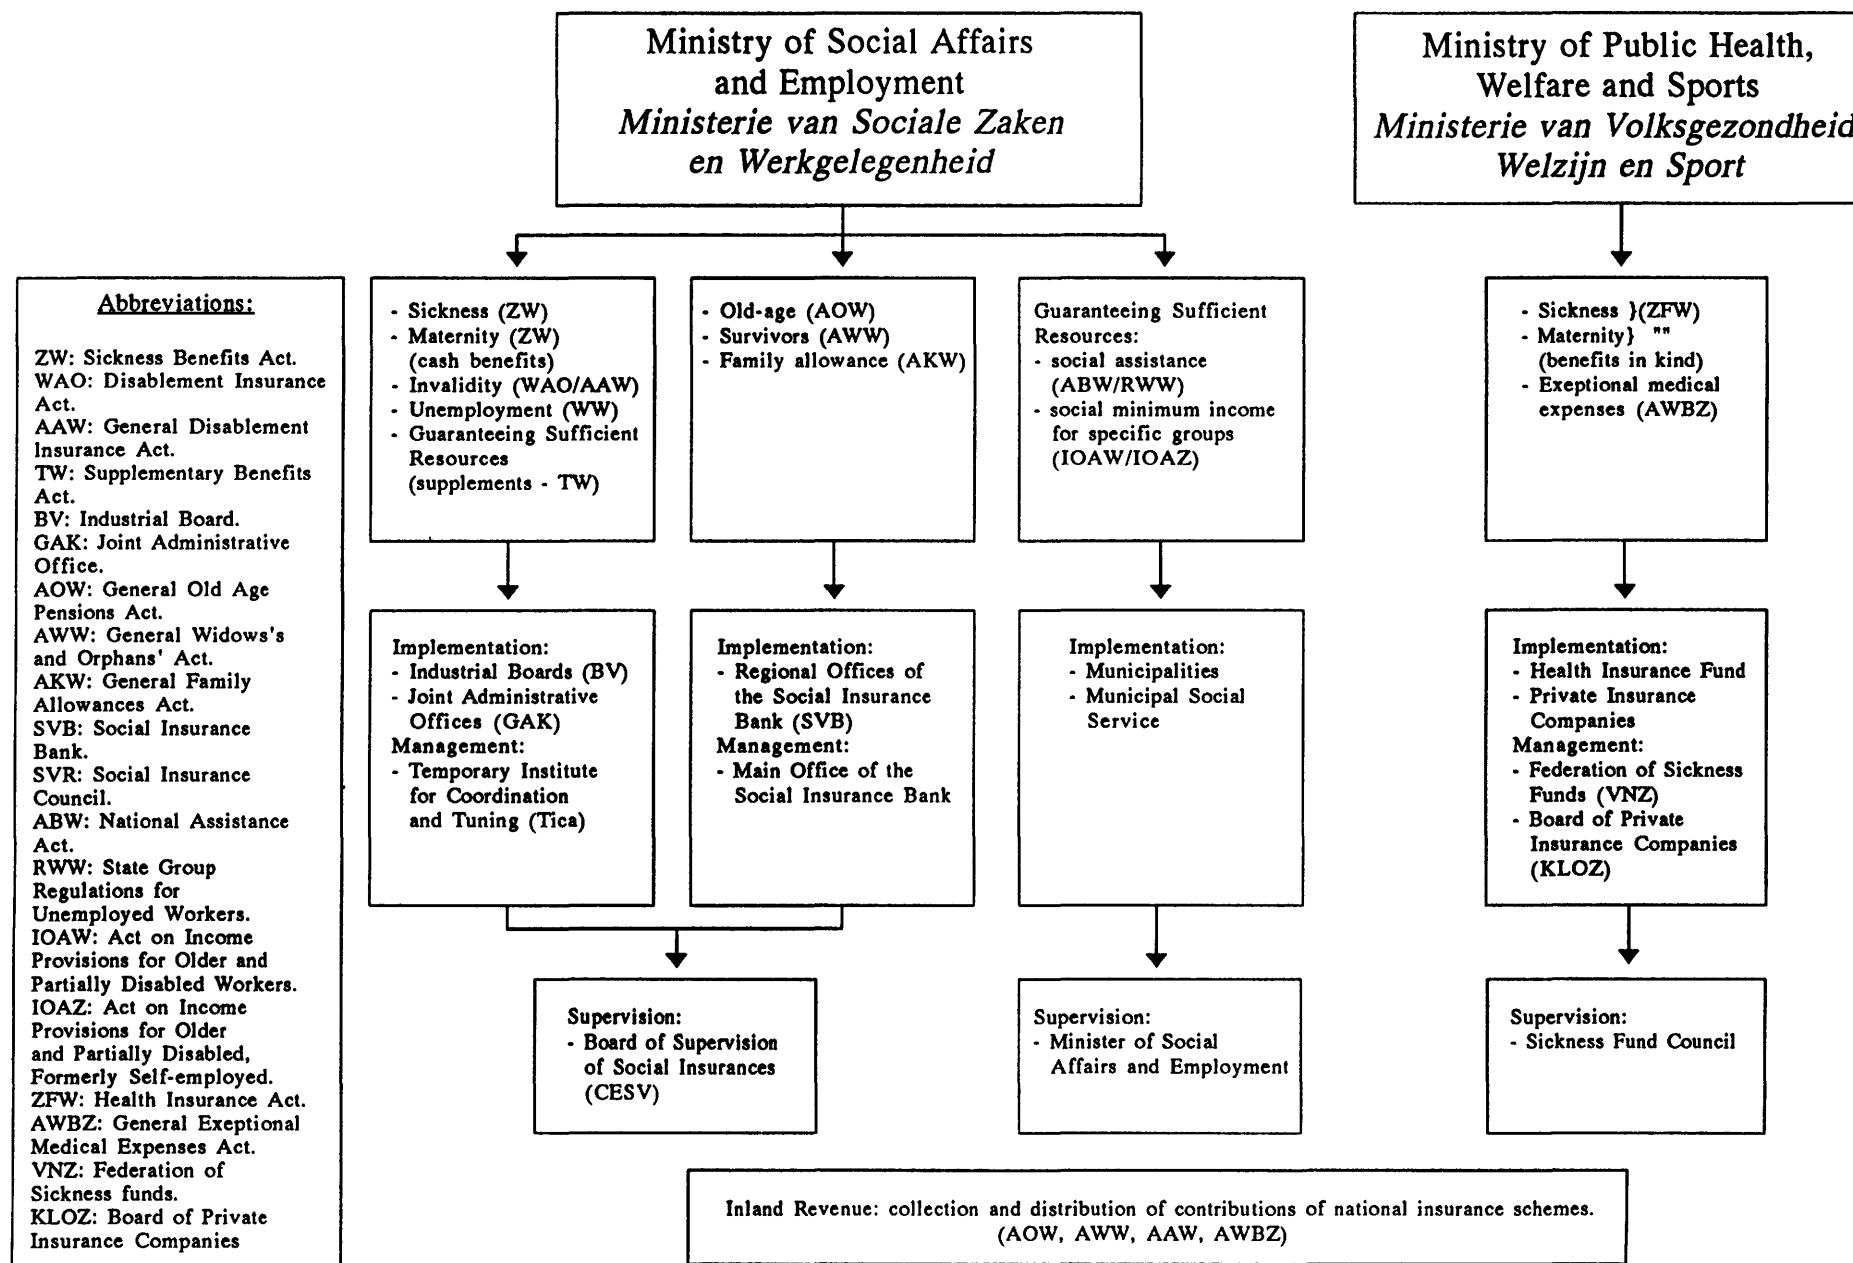 Ministry of Social Affairs
and Employment
Ministerie van Sociale Zaken
en Werkgelegenheid
Ministry of Public Health,
Welfare and Sports
Ministerie van Volksgezondheid
Welzijn en Sport
Abbreviations:
ZW: Sickness Benefits Act.
WAO: Disablement Insurance
Act.
AAW: General Disablement
Insurance Act.
TW: Supplementary Benefits
Act.
BV: Industrial Board.
GAK: Joint Administrative
Office.
AOW: General Old Age
Pensions Act.
AWW: General Widows's
and Orphans' Act.
AKW: General Family
Allowances Act.
SVB: Social Insurance
Bank.
SVR: Social Insurance
Council.
ABW: National Assistance
Act.
RWW: State Group
Regulations for
Unemployed Workers.
IOAW: Act on Income
Provisions for Older and
Partially Disabled Workers.
IOAZ: Act on Income
Provisions for Older
and Partially Disabled,
Formerly Self-employed.
ZFW: Health Insurance Act.
AWBZ: General Exeptional
Medical Expenses Act.
VNZ: Federation of
Sickness funds.
KLOZ: Board of Private
Insurance Companies
- Sickness (ZW)
- Maternity (ZW)
(cash benefits)
- Invalidity (WAO/AAW)
- Unemployment (WW)
- Guaranteeing Sufficient
Resources
(supplements - TW)
- Old-age (AOW)
- Survivors (AWW)
- Family allowance (AKW)
Guaranteeing Sufficient
Resources:
- social assistance
(ABW/RWW)
- social minimum income
for specific groups
(IOAW/IOAZ)
- Sickness }(ZFW)
- Maternity} ""
(benefits in kind)
- Exeptional medical
expenses (AWBZ)
Implementation:
- Industrial Boards (BV)
- Joint Administrative
Offices (GAK)
Management:
- Temporary Institute
for Coordination
and Tuning (Tica)
Implementation:
- Regional Offices of
the Social Insurance
Bank (SVB)
Management:
- Main Office of the
Social Insurance Bank
Implementation:
- Municipalities
- Municipal Social
Service
Implementation:
- Health Insurance Fund
- Private Insurance
Companies
Management:
- Federation of Sickness
Funds (VNZ)
- Board of Private
Insurance Companies
(KLOZ)
Supervision:
- Board of Supervision
of Social Insurances
(CESV)
Supervision:
- Minister of Social
Affairs and Employment
Supervision:
- Sickness Fund Council
Inland Revenue: collection and distribution of contributions of national insurance schemes.
(AOW, AWW, AAW, AWBZ)